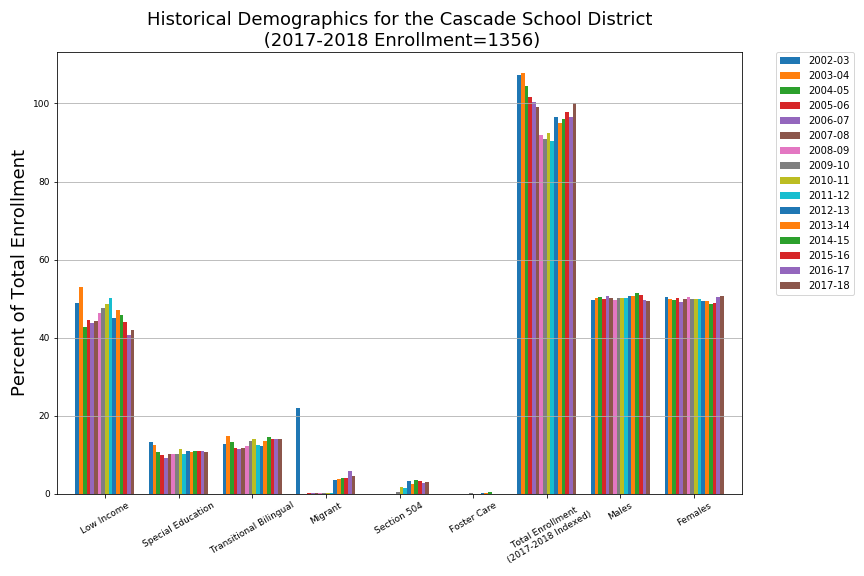 Historical Demographics for the Cascade School District
(2017-2018 Enrollment=1356)
Percent of Total Enrollment
100
80
60
40
20
0
Low Income
Special Education
Transitional Bilingual
Migrant
Section 504
Foster Care
Total Enrollment
(2017-2018 Indexed)
Males
Females
2002-03
2003-04
2004-05
2005-06
2006-07
2007-08
2008-09
2009-10
2010-11
2011-12
2012-13
2013-14
2014-15
2015-16
2016-17
2017-18